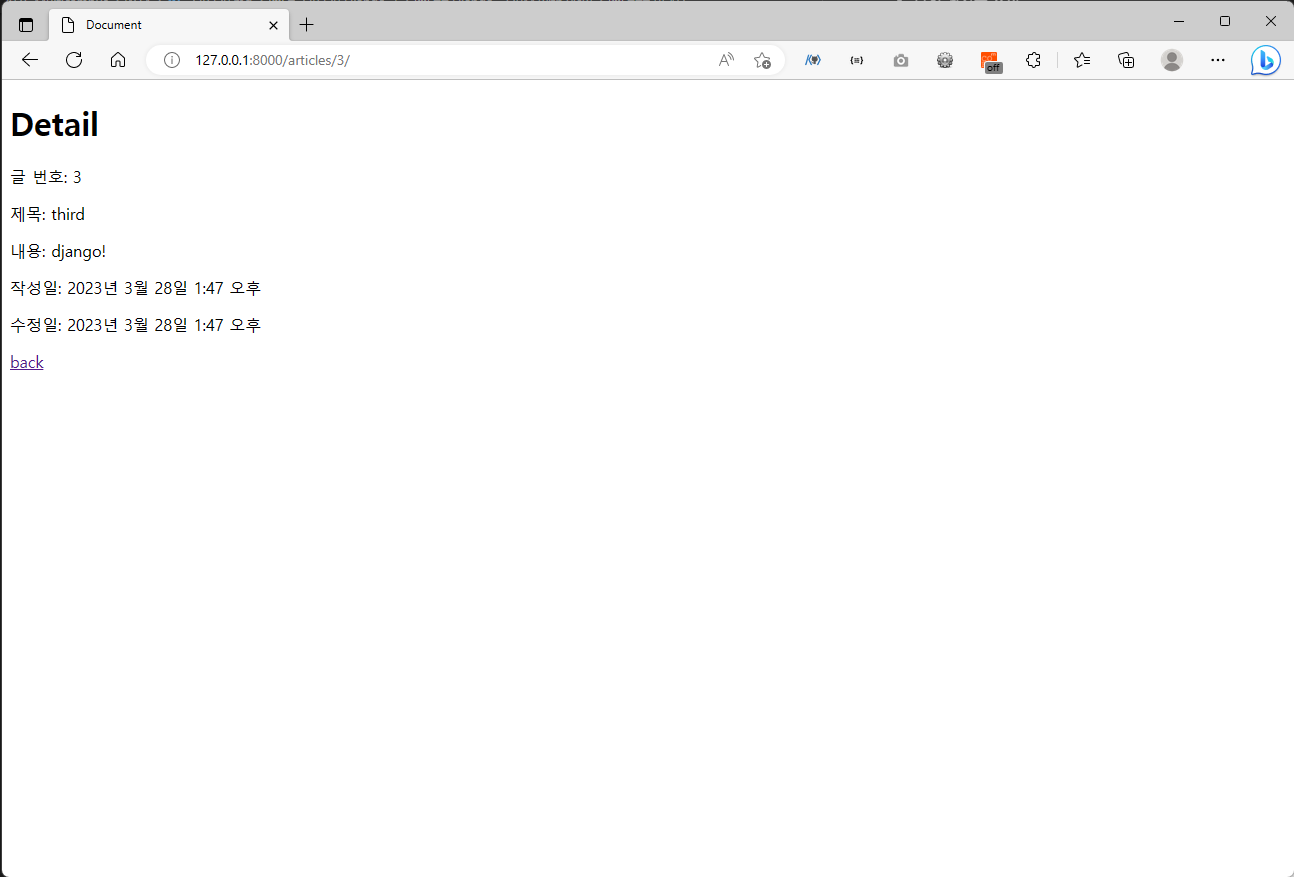 Document
127.0.0.1:8000/articles/3/
off
Detail
글 번호: 3
제목: third
내용: django!
작성일: 2023년 3월 28일 1:47 오후
수정일: 2023년 3월 28일 1:47 오후
back